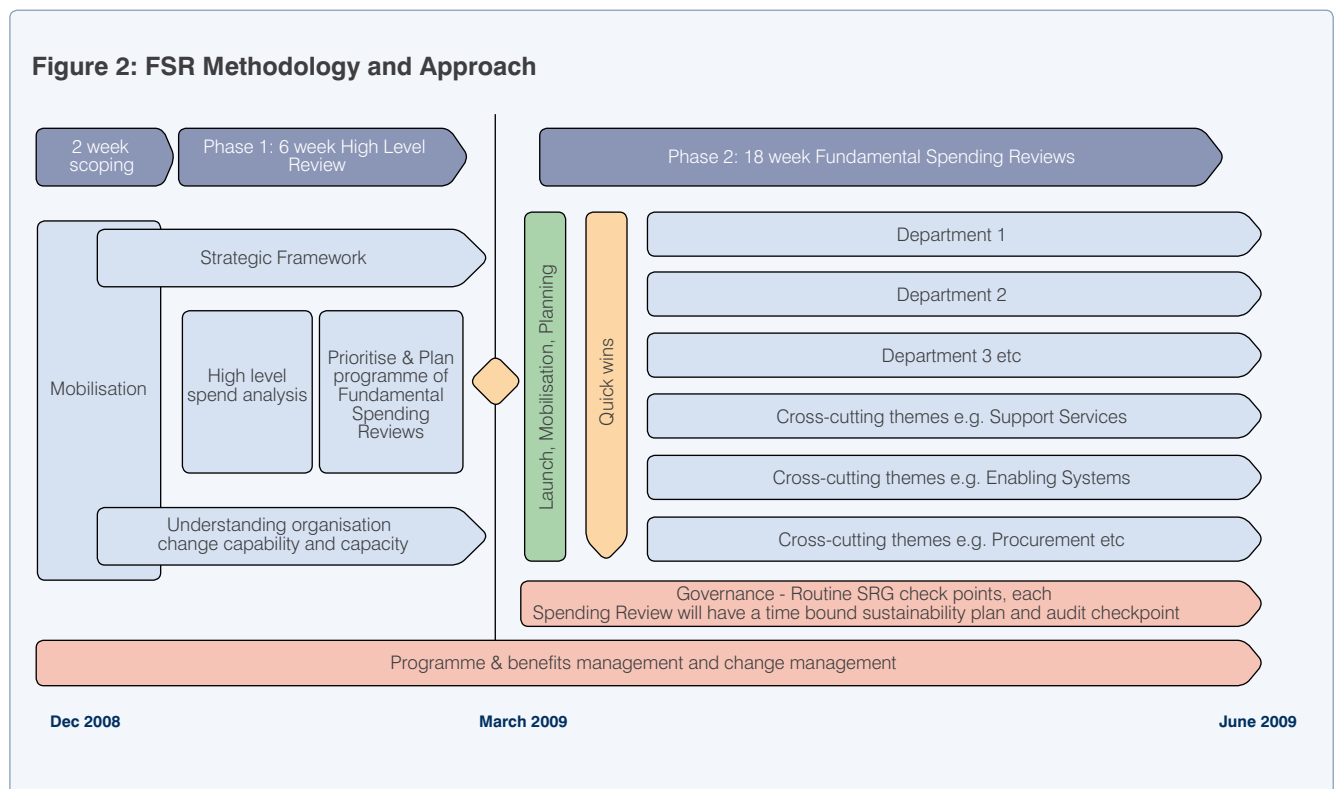 Figure 2: FSR Methodology and Approach
2 week
scoping
Phase 1: 6 week High Level
Review
Phase 2: 18 week Fundamental Spending Reviews
Mobilisation
Strategic Framework
High level
spend analysis
Prioritise & Plan
programme of
Fundamental
Spending
Reviews
Understanding organisation
change capability and capacity
Launch, Mobilisation, Planning
Quick wins
Department 1
Department 2
Department 3 etc
Cross-cutting themes e.g. Support Services
Cross-cutting themes e.g. Enabling Systems
Cross-cutting themes e.g. Procurement etc
Governance - Routine SRG check points, each
Spending Review will have a time bound sustainability plan and audit checkpoint
Programme & benefits management and change management
Dec 2008
March 2009
June 2009